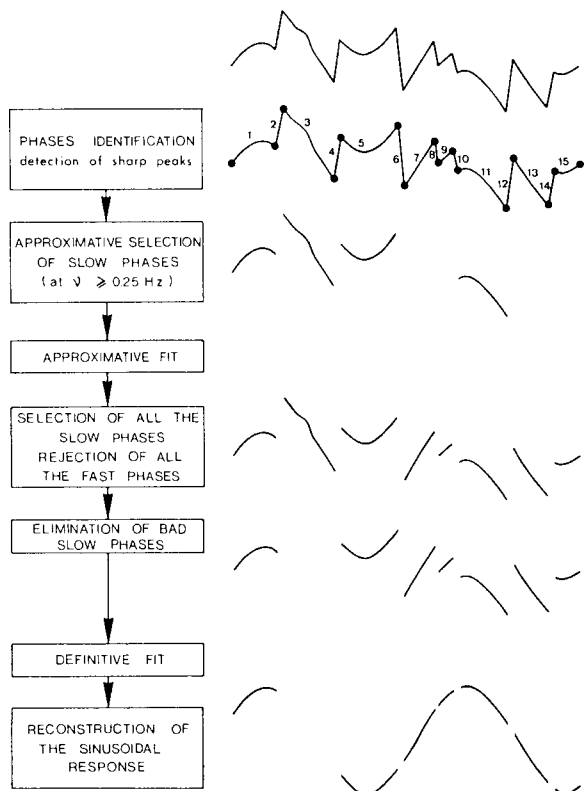 PHASES IDENTIFICATION
detection of sharp peaks
1
2
3
4
5
6
7
8
9
10
11
12
13
14
15
APPROXIMATIVE SELECTION
OF SLOW PHASES
(at ν ⩾ 0.25 Hz)
APPROXIMATIVE FIT
SELECTION OF ALL THE
SLOW PHASES
REJECTION OF ALL
THE FAST PHASES
ELIMINATION OF BAD
SLOW PHASES
DEFINITIVE FIT
RECONSTRUCTION OF
THE SINUSOIDAL
RESPONSE